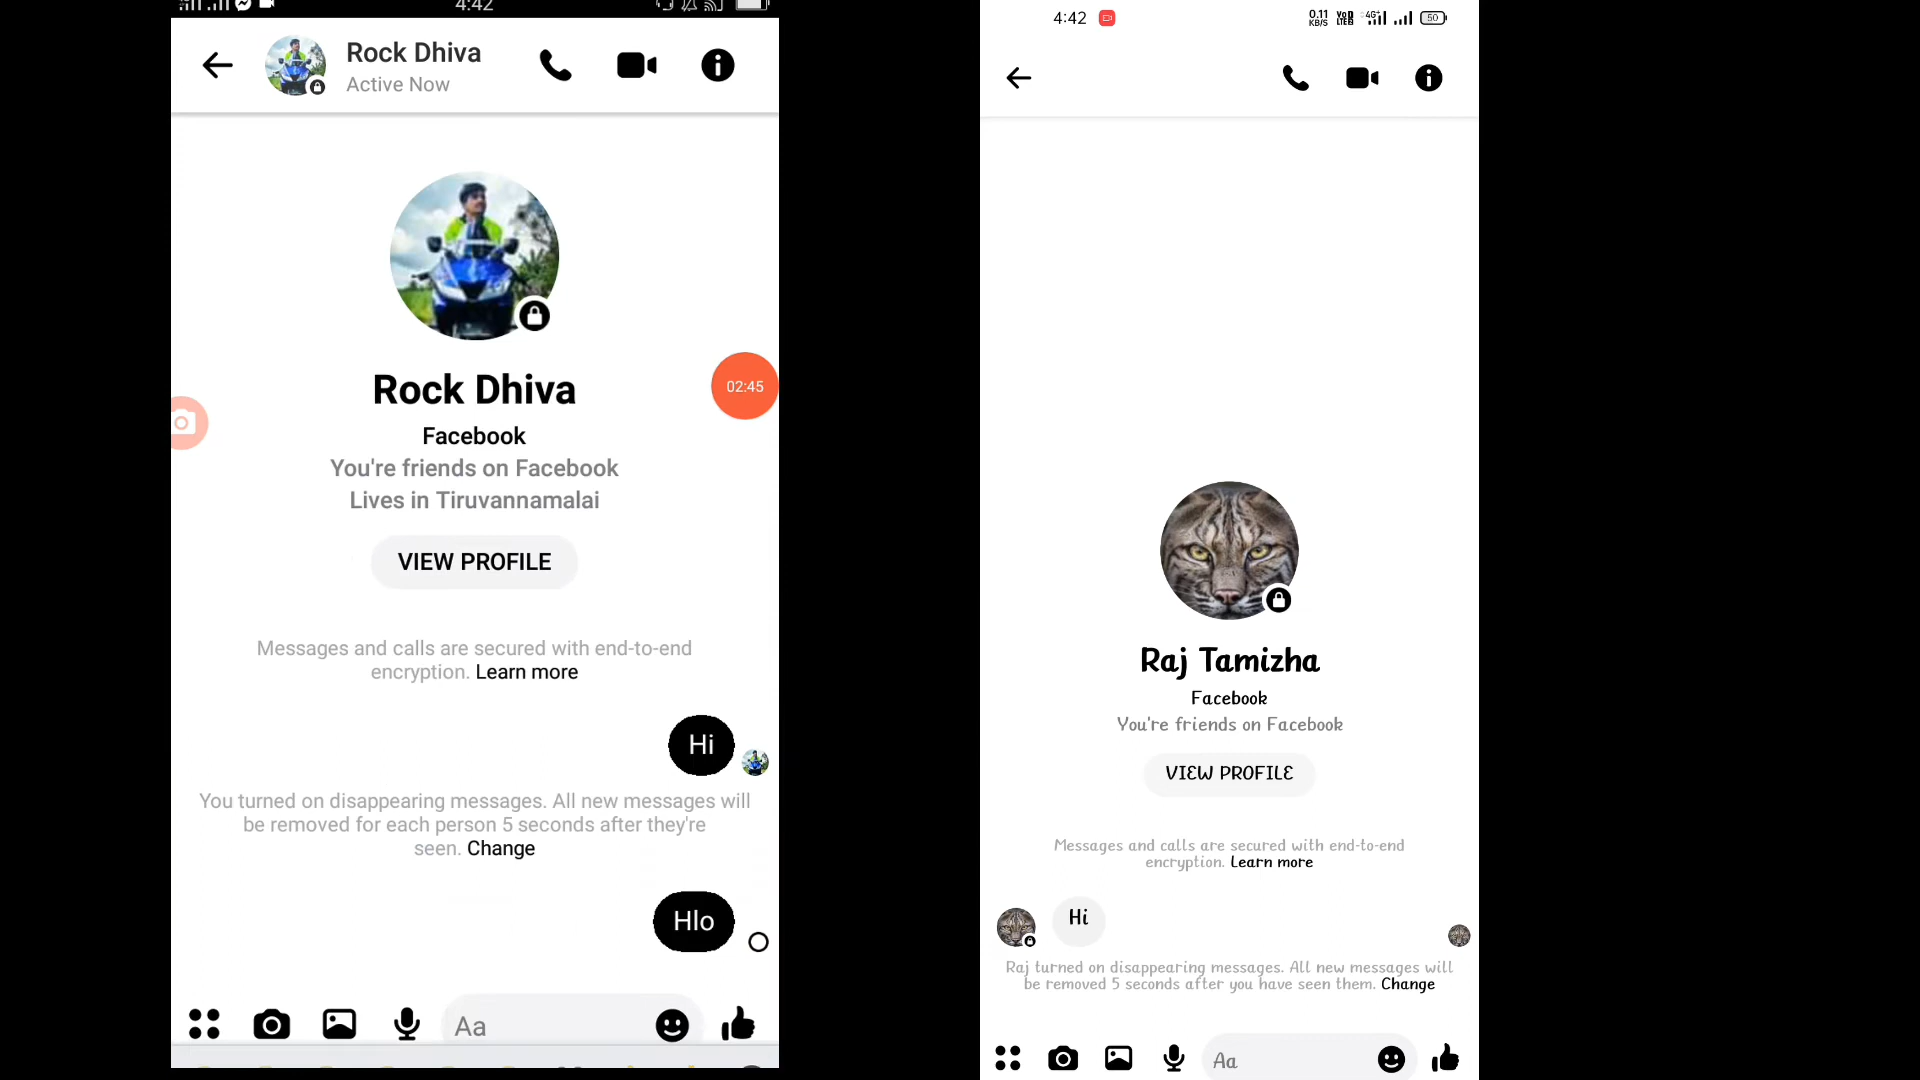 4:42
Rock Dhiva
Active Now
Rock Dhiva
02:45
Facebook
You're friends on Facebook
Lives in Tiruvannamalai
VIEW PROFILE
Messages and calls are secured with end-to-end
encryption. Learn more
Hi
You turned on disappearing messages. All new messages will
be removed for each person 5 seconds after they're
seen. Change
Hlo
Aa
4:42
0.11 KB/S
4G+
50
Raj Tamizha
Facebook
You're friends on Facebook
VIEW PROFILE
Messages and calls are secured with end-to-end
encryption. Learn more
Hi
Raj turned on disappearing messages. All new messages will
be removed 5 seconds after you have seen them. Change
Aa